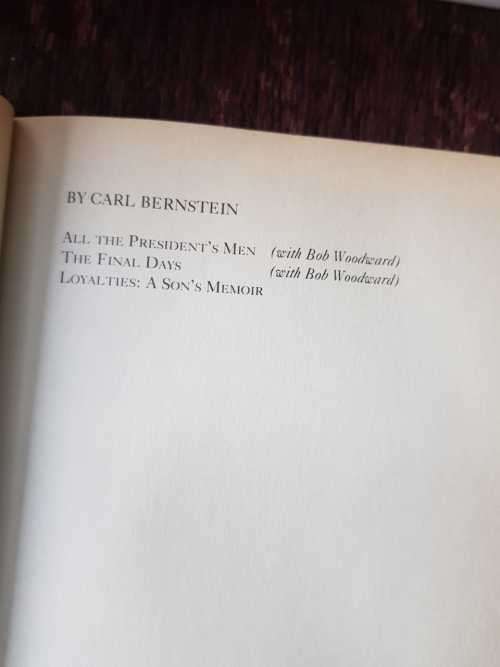 BY CARL BERNSTEIN
ALL THE PRESIDENT'S MEN (with Bob Woodward)
THE FINAL DAYS (with Bob Woodward)
LOYALTIES: A SON'S MEMOIR